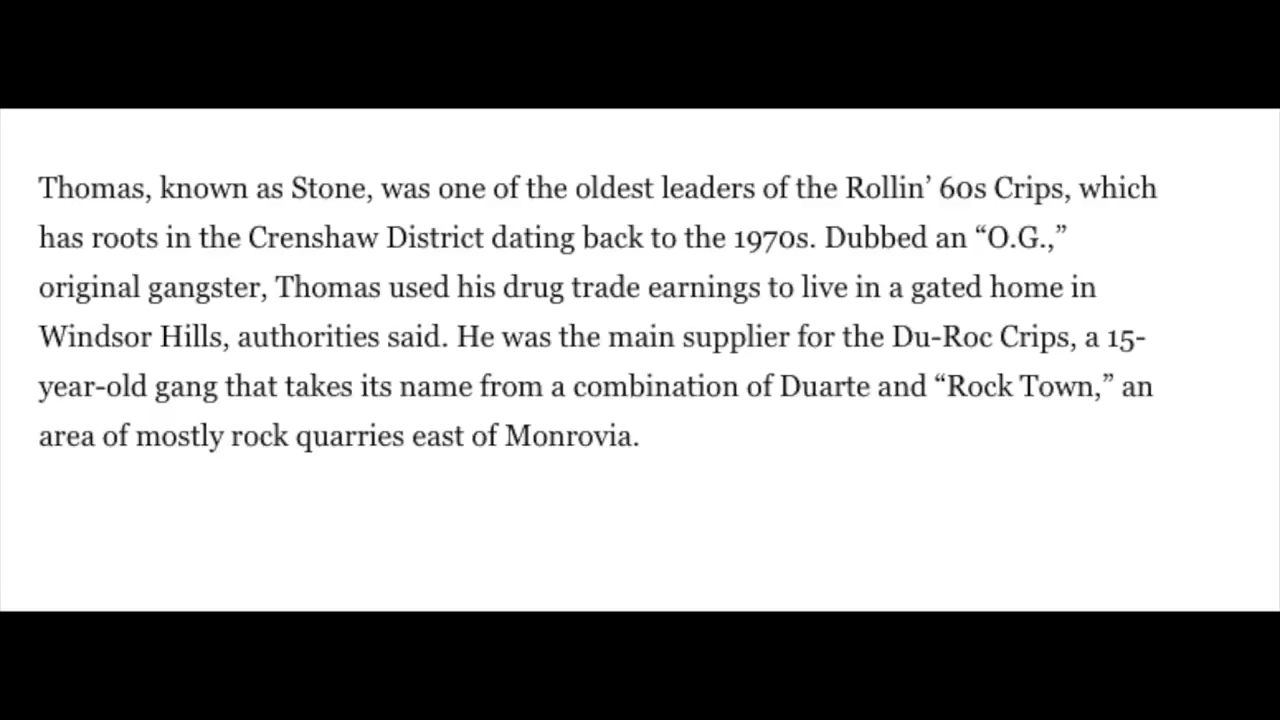 Thomas, known as Stone, was one of the oldest leaders of the Rollin’ 60s Crips, which
has roots in the Crenshaw District dating back to the 1970s. Dubbed an “O.G.,”
original gangster, Thomas used his drug trade earnings to live in a gated home in
Windsor Hills, authorities said. He was the main supplier for the Du-Roc Crips, a 15-
year-old gang that takes its name from a combination of Duarte and “Rock Town,” an
area of mostly rock quarries east of Monrovia.